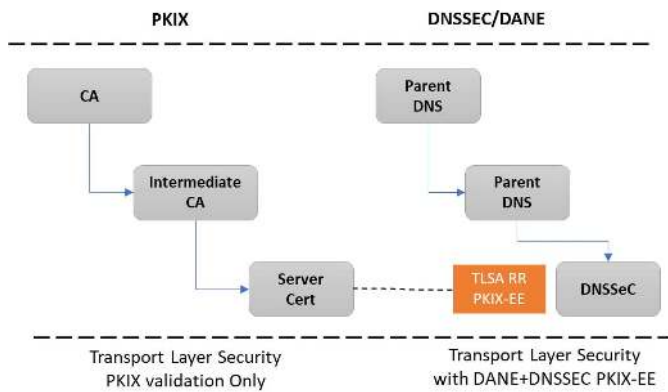 PKIX
DNSSEC/DANE
CA
Parent
DNS
Intermediate
CA
Parent
DNS
Server
Cert
TLSA RR
PKIX-EE
DNSSeC
Transport Layer Security
PKIX validation Only
Transport Layer Security
with DANE+DNSSEC PKIX-EE